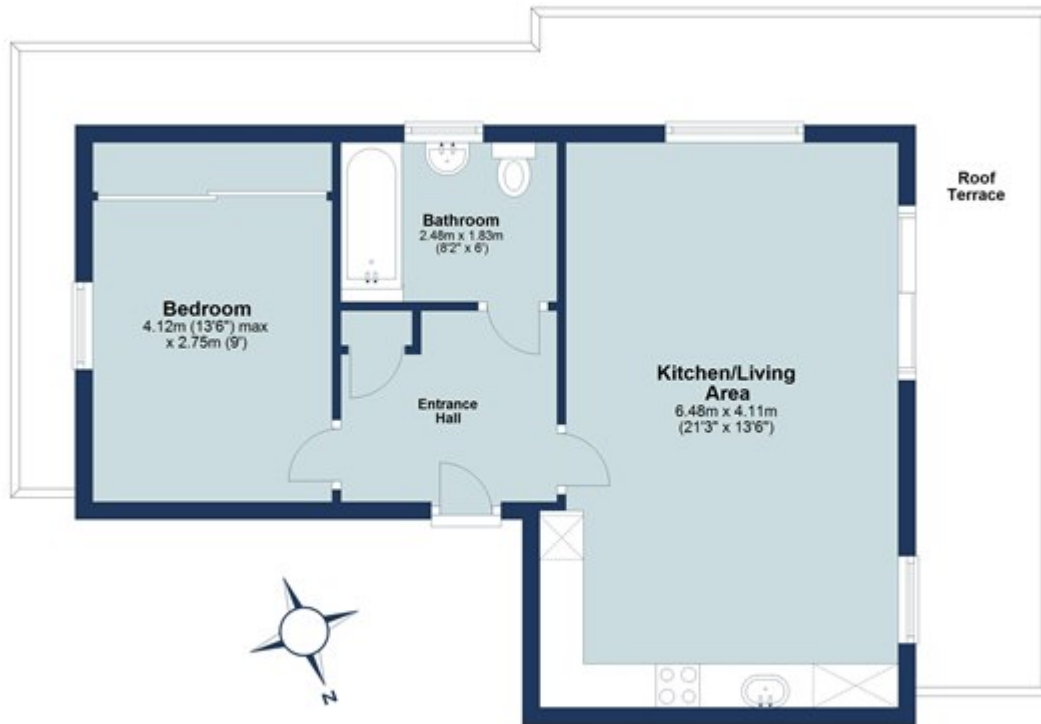 Roof
Terrace
Bathroom
2.48m x 1.83m
(8'2" x 6')
Bedroom
4.12m (13'6") max
x 2.75m (9')
Kitchen/Living
Area
6.48m x 4.11m
(21'3" x 13'6")
Entrance
Hall
N